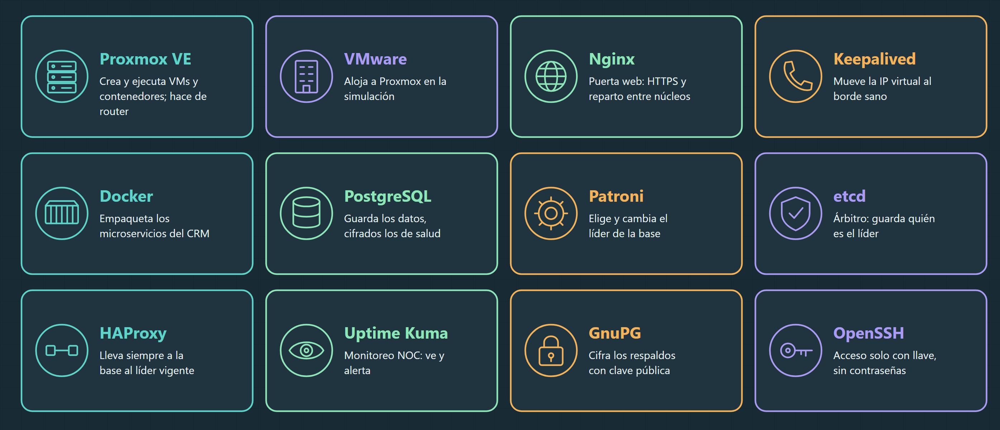 Proxmox VE
Crea y ejecuta VMs y
contenedores; hace de
router
VMware
Aloja a Proxmox en la
simulación
Nginx
Puerta web: HTTPS y
reparto entre núcleos
Keepalived
Mueve la IP virtual al
borde sano
Docker
Empaqueta los
microservicios del CRM
PostgreSQL
Guarda los datos,
cifrados los de salud
Patroni
Elige y cambia el
líder de la base
etcd
Árbitro: guarda quién
es el líder
HAProxy
Lleva siempre a la
base al líder vigente
Uptime Kuma
Monitoreo NOC: ve y
alerta
GnuPG
Cifra los respaldos
con clave pública
OpenSSH
Acceso solo con llave,
sin contraseñas